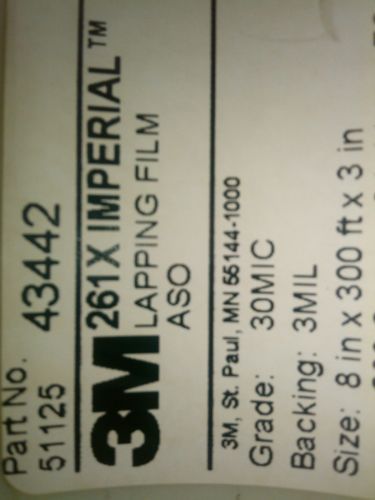 Part No.
51125 43442
3M 261X IMPERIAL™
LAPPING FILM
ASO
3M, St. Paul, MN 55144-1000
Grade: 30MIC
Backing: 3MIL
Size: 8 in x 300 ft x 3 in